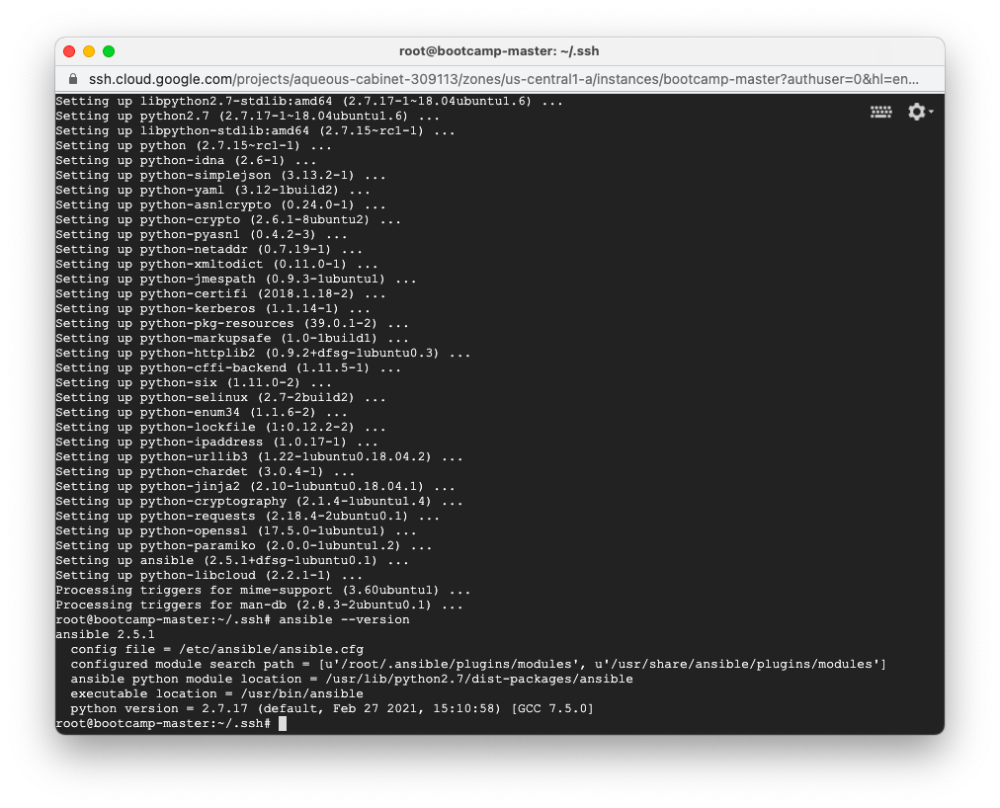 root@bootcamp-master: ~/.ssh
ssh.cloud.google.com/projects/aqueous-cabinet-309113/zones/us-central1-a/instances/bootcamp-master?authuser=0&hl=en...
Setting up libpython2.7-stdlib:amd64 (2.7.17-1~18.04ubuntu1.6) ...
Setting up python2.7 (2.7.17-1~18.04ubuntu1.6) ...
Setting up libpython-stdlib:amd64 (2.7.15~rc1-1) ...
Setting up python (2.7.15~rc1-1) ...
Setting up python-idna (2.6-1) ...
Setting up python-simplejson (3.13.2-1) ...
Setting up python-yaml (3.12-1build2) ...
Setting up python-asn1crypto (0.24.0-1) ...
Setting up python-crypto (2.6.1-8ubuntu2) ...
Setting up python-pyasn1 (0.4.2-3) ...
Setting up python-netaddr (0.7.19-1) ...
Setting up python-xmltodict (0.11.0-1) ...
Setting up python-jmespath (0.9.3-1ubuntu1) ...
Setting up python-certifi (2018.1.18-2) ...
Setting up python-kerberos (1.1.14-1) ...
Setting up python-pkg-resources (39.0.1-2) ...
Setting up python-markupsafe (1.0-1build1) ...
Setting up python-httplib2 (0.9.2+dfsg-1ubuntu0.3) ...
Setting up python-cffi-backend (1.11.5-1) ...
Setting up python-six (1.11.0-2) ...
Setting up python-selinux (2.7-2build2) ...
Setting up python-enum34 (1.1.6-2) ...
Setting up python-lockfile (1:0.12.2-2) ...
Setting up python-ipaddress (1.0.17-1) ...
Setting up python-urllib3 (1.22-1ubuntu0.18.04.2) ...
Setting up python-chardet (3.0.4-1) ...
Setting up python-jinja2 (2.10-1ubuntu0.18.04.1) ...
Setting up python-cryptography (2.1.4-1ubuntu1.4) ...
Setting up python-requests (2.18.4-2ubuntu0.1) ...
Setting up python-openssl (17.5.0-1ubuntu1) ...
Setting up python-paramiko (2.0.0-1ubuntu1.2) ...
Setting up ansible (2.5.1+dfsg-1ubuntu0.1) ...
Setting up python-libcloud (2.2.1-1) ...
Processing triggers for mime-support (3.60ubuntu1) ...
Processing triggers for man-db (2.8.3-2ubuntu0.1) ...
root@bootcamp-master:~/.ssh# ansible --version
ansible 2.5.1
  config file = /etc/ansible/ansible.cfg
  configured module search path = [u'/root/.ansible/plugins/modules', u'/usr/share/ansible/plugins/modules']
  ansible python module location = /usr/lib/python2.7/dist-packages/ansible
  executable location = /usr/bin/ansible
  python version = 2.7.17 (default, Feb 27 2021, 15:10:58) [GCC 7.5.0]
root@bootcamp-master:~/.ssh#